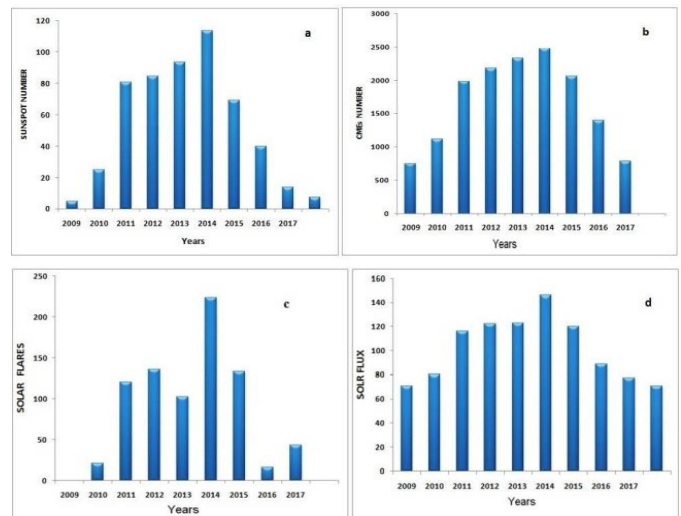 a
SUNSPOT NUMBER
120
100
80
60
40
20
0
2009 2010 2011 2012 2013 2014 2015 2016 2017
Years
b
CMEs NUMBER
3000
2500
2000
1500
1000
500
0
2009 2010 2011 2012 2013 2014 2015 2016 2017
Years
c
SOLAR FLARES
250
200
150
100
50
0
2009 2010 2011 2012 2013 2014 2015 2016 2017
Years
d
SOLR FLUX
160
140
120
100
80
60
40
20
0
2009 2010 2011 2012 2013 2014 2015 2016 2017
Years